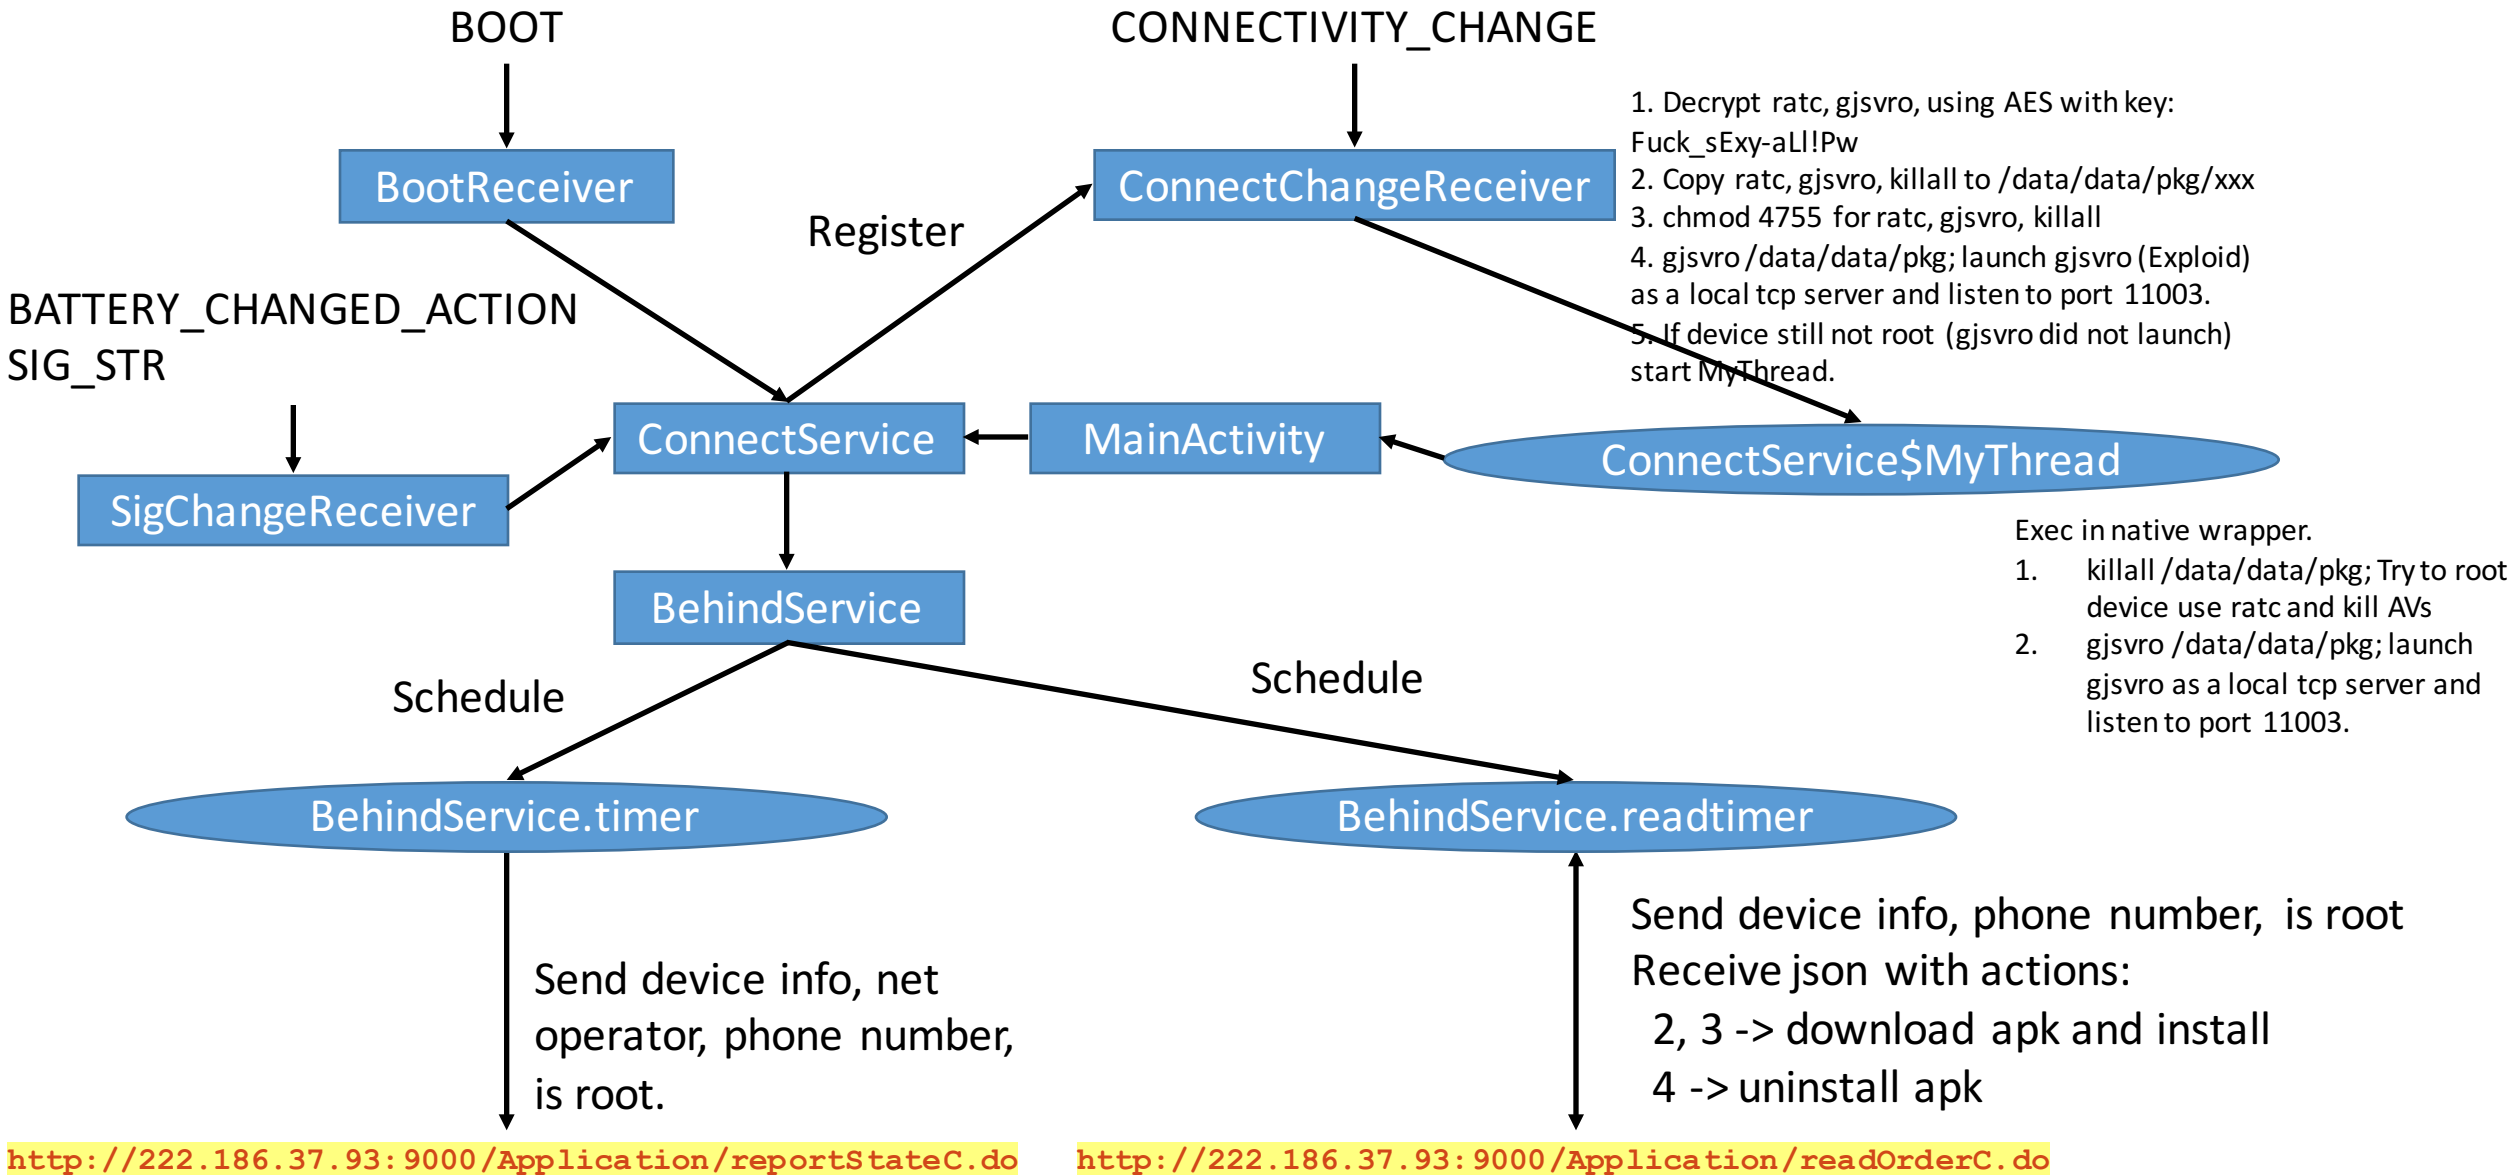 BOOT
CONNECTIVITY_CHANGE
1. Decrypt ratc, gjsvro, using AES with key:
Fuck_sExy-aLl!Pw
2. Copy ratc, gjsvro, killall to /data/data/pkg/xxx
3. chmod 4755 for ratc, gjsvro, killall
4. gjsvro /data/data/pkg; launch gjsvro (Exploid)
as a local tcp server and listen to port 11003.
5. If device still not root (gjsvro did not launch)
start MyThread.
BootReceiver
ConnectChangeReceiver
Register
BATTERY_CHANGED_ACTION
SIG_STR
ConnectService
MainActivity
ConnectService$MyThread
SigChangeReceiver
Exec in native wrapper.
1. killall /data/data/pkg; Try to root
device use ratc and kill AVs
2. gjsvro /data/data/pkg; launch
gjsvro as a local tcp server and
listen to port 11003.
BehindService
Schedule
Schedule
BehindService.timer
BehindService.readtimer
Send device info, net
operator, phone number,
is root.
Send device info, phone number, is root
Receive json with actions:
2, 3 -> download apk and install
4 -> uninstall apk
http://222.186.37.93:9000/Application/reportStateC.do
http://222.186.37.93:9000/Application/readOrderC.do